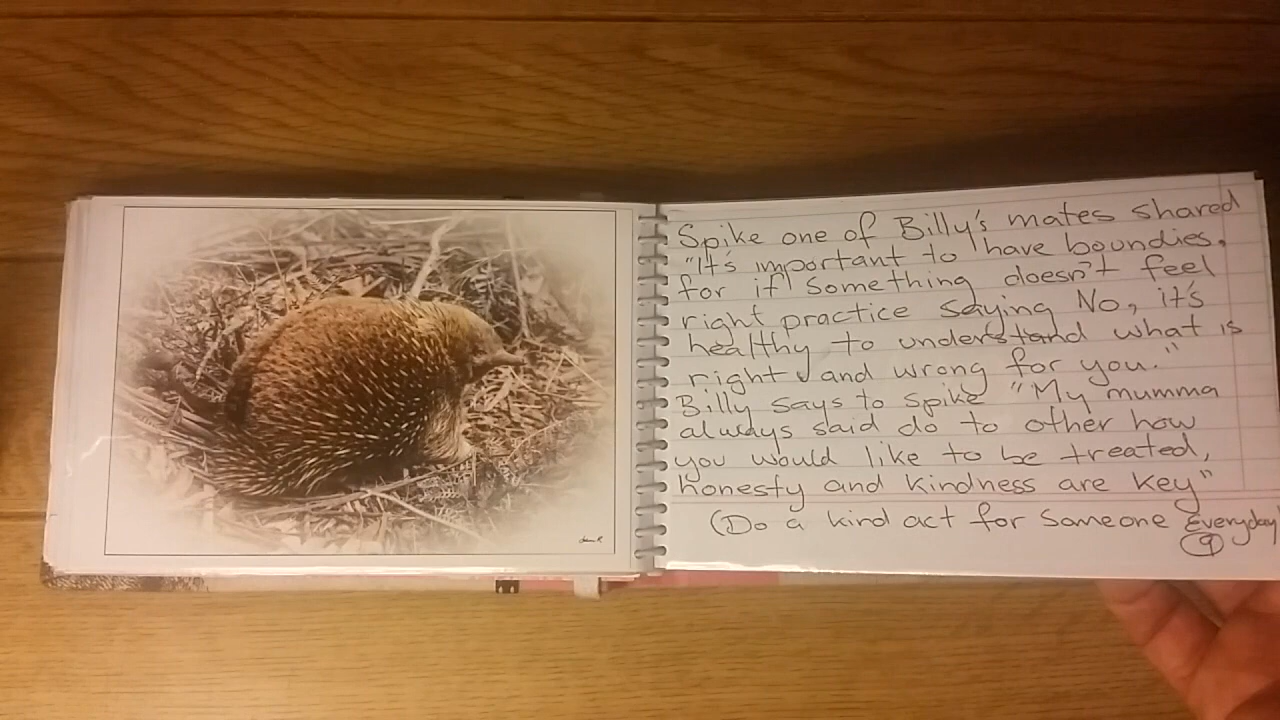 Spike one of Billy's mates shared
"It's important to have boundies.
for if something doesn't feel
right practice saying No, it's
healthy to understand what is
right and wrong for you."
Billy says to spike "My mumma
always said do to other how
you would like to be treated,
honesty and kindness are key"
(Do a kind act for someone Everyday
9